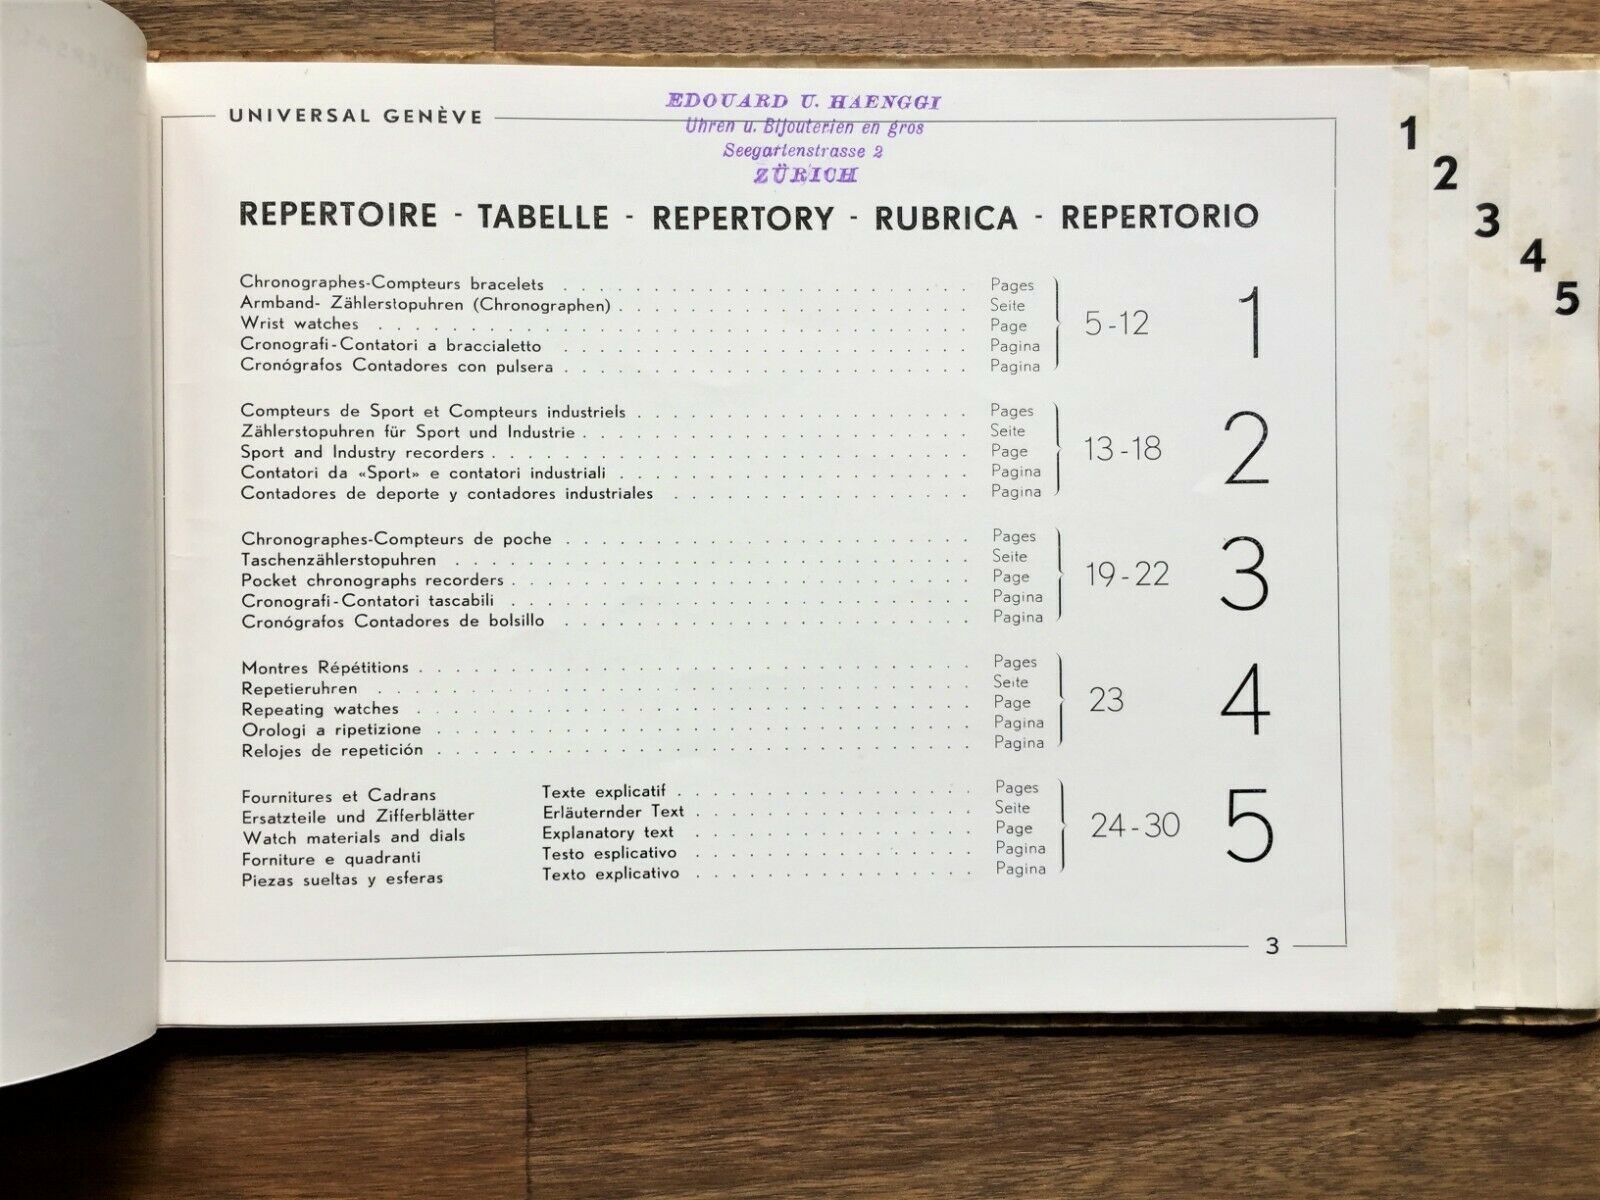 UNIVERSAL GENÈVE
EDOUARD U. HAENGGI
Uhren u. Bijouterien en gros
Seegartenstrasse 2
ZÜRICH
REPERTOIRE - TABELLE - REPERTORY - RUBRICA - REPERTORIO
Chronographes-Compteurs bracelets . . . . . Pages
Armband- Zählerstopuhren (Chronographen) . . . . . Seite
Wrist watches . . . . . Page 5-12 1
Cronografi-Contatori a braccialetto . . . . . Pagina
Cronógrafos Contadores con pulsera . . . . . Pagina
Compteurs de Sport et Compteurs industriels . . . . . Pages
Zählerstopuhren für Sport und Industrie . . . . . Seite
Sport and Industry recorders . . . . . Page 13-18 2
Contatori da «Sport» e contatori industriali . . . . . Pagina
Contadores de deporte y contadores industriales . . . . . Pagina
Chronographes-Compteurs de poche . . . . . Pages
Taschenzählerstopuhren . . . . . Seite
Pocket chronographs recorders . . . . . Page 19-22 3
Cronografi-Contatori tascabili . . . . . Pagina
Cronógrafos Contadores de bolsillo . . . . . Pagina
Montres Répétitions . . . . . Pages
Repetieruhren . . . . . Seite
Repeating watches . . . . . Page 23 4
Orologi a ripetizione . . . . . Pagina
Relojes de repetición . . . . . Pagina
Fournitures et Cadrans Texte explicatif . . . . . Pages
Ersatzteile und Zifferblätter Erläuternder Text . . . . . Seite
Watch materials and dials Explanatory text . . . . . Page 24-30 5
Forniture e quadranti Testo esplicativo . . . . . Pagina
Piezas sueltas y esferas Texto explicativo . . . . . Pagina
3
1
2
3
4
5